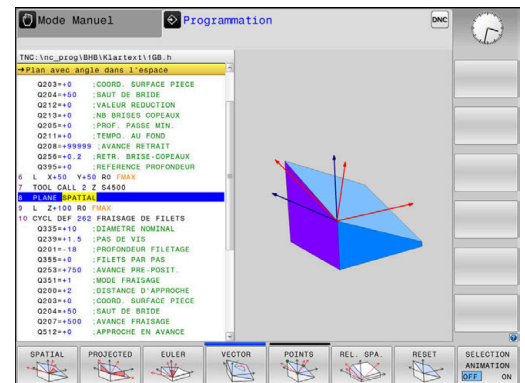 Mode Manuel
Programmation
DNC
TNC:\nc_prog\BHB\Klartext\1GB.h
→Plan avec angle dans l'espace
Q203=+0 ;COORD. SURFACE PIECE
Q204=+50 ;SAUT DE BRIDE
Q212=+0 ;VALEUR REDUCTION
Q213=+0 ;NB BRISES COPEAUX
Q205=+0 ;PROF. PASSE MIN.
Q211=+0 ;TEMPO. AU FOND
Q208=+99999 ;AVANCE RETRAIT
Q256=+0.2 ;RETR. BRISE-COPEAUX
Q395=+0 ;REFERENCE PROFONDEUR
6 L X+50 Y+50 R0 FMAX
7 TOOL CALL 2 Z S4500
8 PLANE SPATIAL
9 L Z+100 R0 FMAX
10 CYCL DEF 262 FRAISAGE DE FILETS
Q335=+10 ;DIAMETRE NOMINAL
Q239=+1.5 ;PAS DE VIS
Q201=-18 ;PROFONDEUR FILETAGE
Q355=+0 ;FILETS PAR PAS
Q253=+750 ;AVANCE PRE-POSIT.
Q351=+1 ;MODE FRAISAGE
Q200=+2 ;DISTANCE D'APPROCHE
Q203=+0 ;COORD. SURFACE PIECE
Q204=+50 ;SAUT DE BRIDE
Q207=+500 ;AVANCE FRAISAGE
Q512=+0 ;APPROCHE EN AVANCE
SPATIAL
PROJECTED
EULER
VECTOR
POINTS
REL. SPA.
RESET
SELECTION
ANIMATION
OFF ON